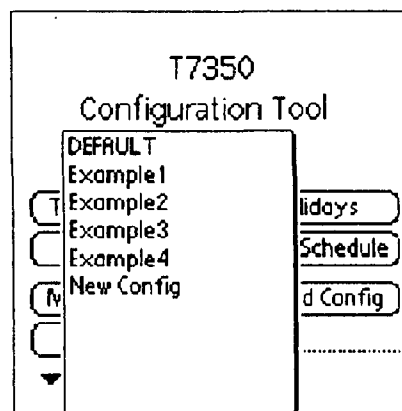 T7350
Configuration Tool
DEFAULT
Example1
Example2
lidays
Example3
Schedule
Example4
New Config
d Config